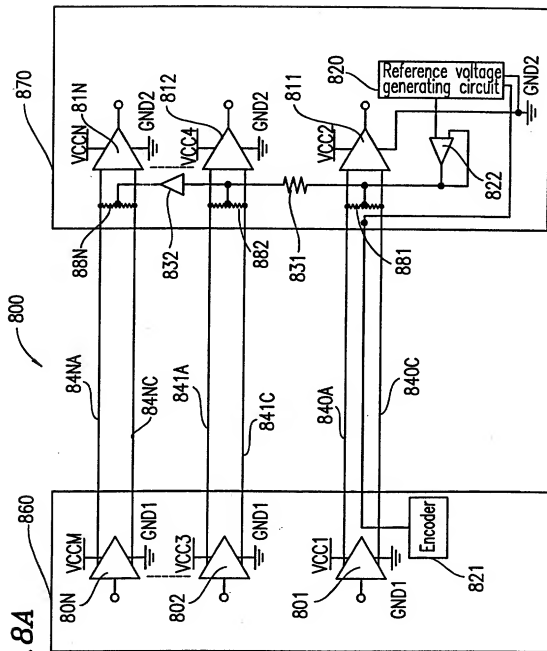 8A
800
860
870
VCCM
80N
GND1
84NA
84NC
88N
VCCN
81N
GND2
832
VCC3
802
GND1
841A
841C
882
VCC4
812
GND2
831
VCC1
801
GND1
840A
840C
881
VCC2
811
822
820
Reference voltage
generating circuit
GND2
Encoder
821